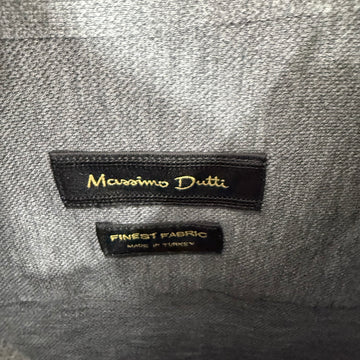 Massimo Dutti
FINEST FABRIC
MADE IN TURKEY